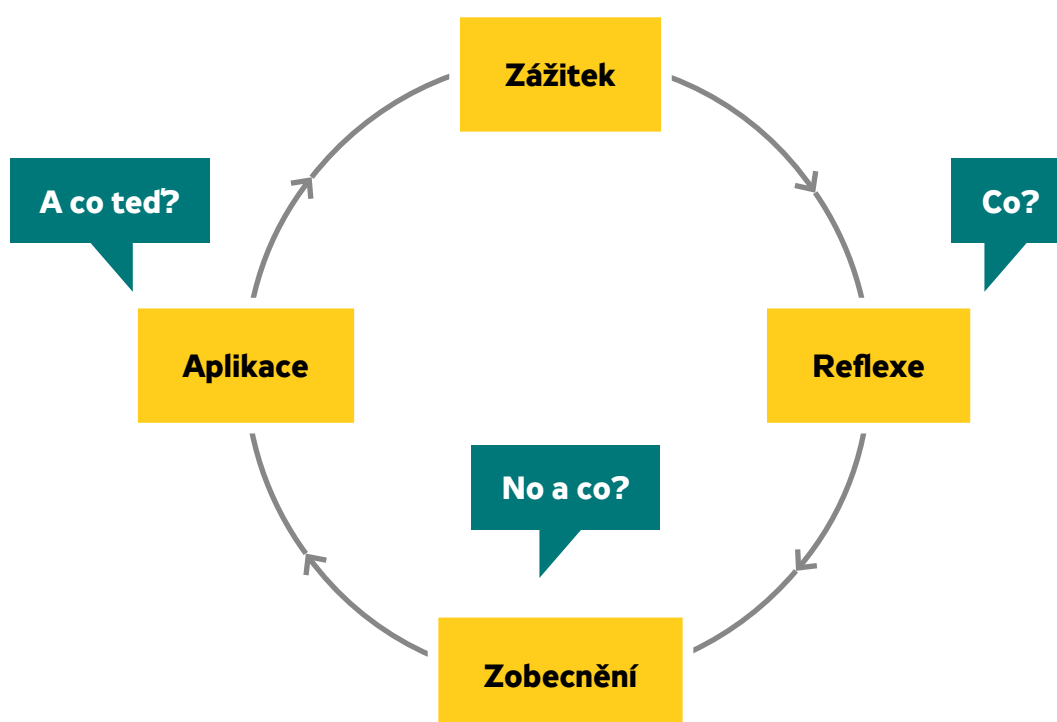 Zážitek
A co teď?
Co?
Aplikace
Reflexe
No a co?
Zobecnění